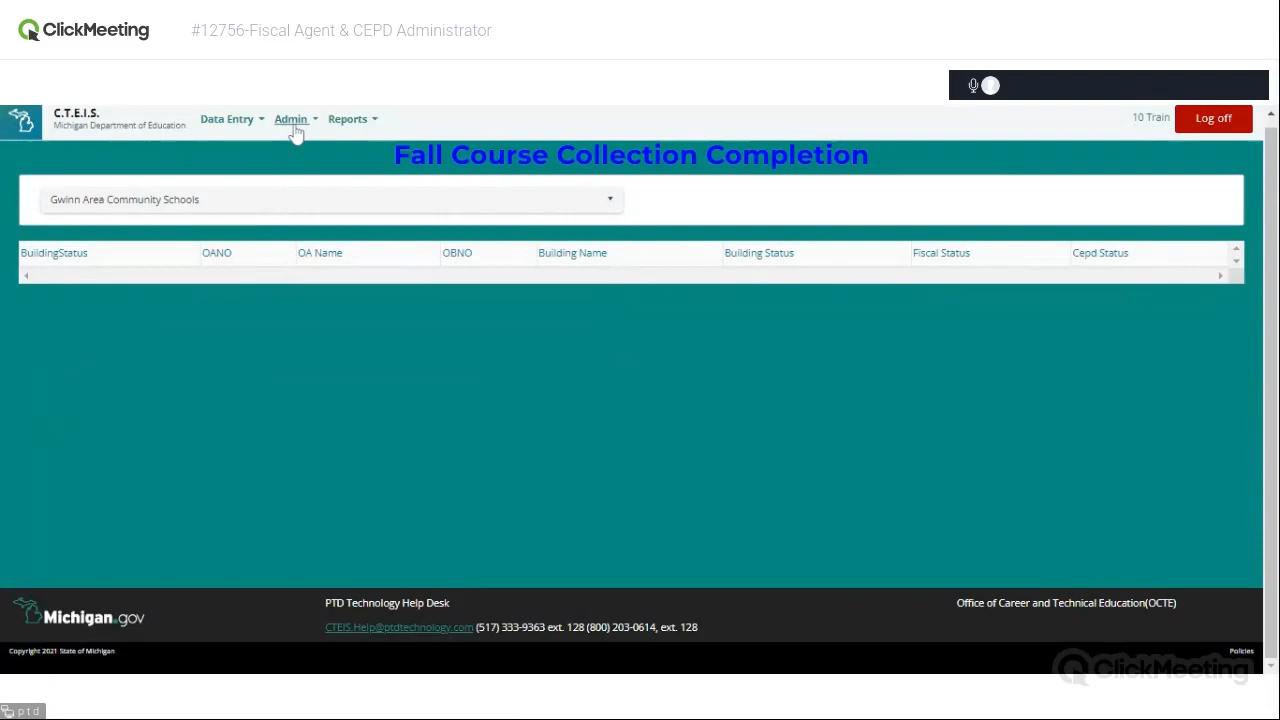 ClickMeeting #12756-Fiscal Agent & CEPD Administrator
C.T.E.I.S.
Michigan Department of Education
Data Entry Admin Reports 10 Train Log off
Fall Course Collection Completion
Gwinn Area Community Schools
BuildingStatus OANO OA Name OBNO Building Name Building Status Fiscal Status Cepd Status
Michigan.gov
PTD Technology Help Desk Office of Career and Technical Education(OCTE)
CTEIS.Help@ptdtechnology.com (517) 333-9363 ext. 128 (800) 203-0614, ext. 128
Copyright 2021 State of Michigan Policies
ClickMeeting
ptd